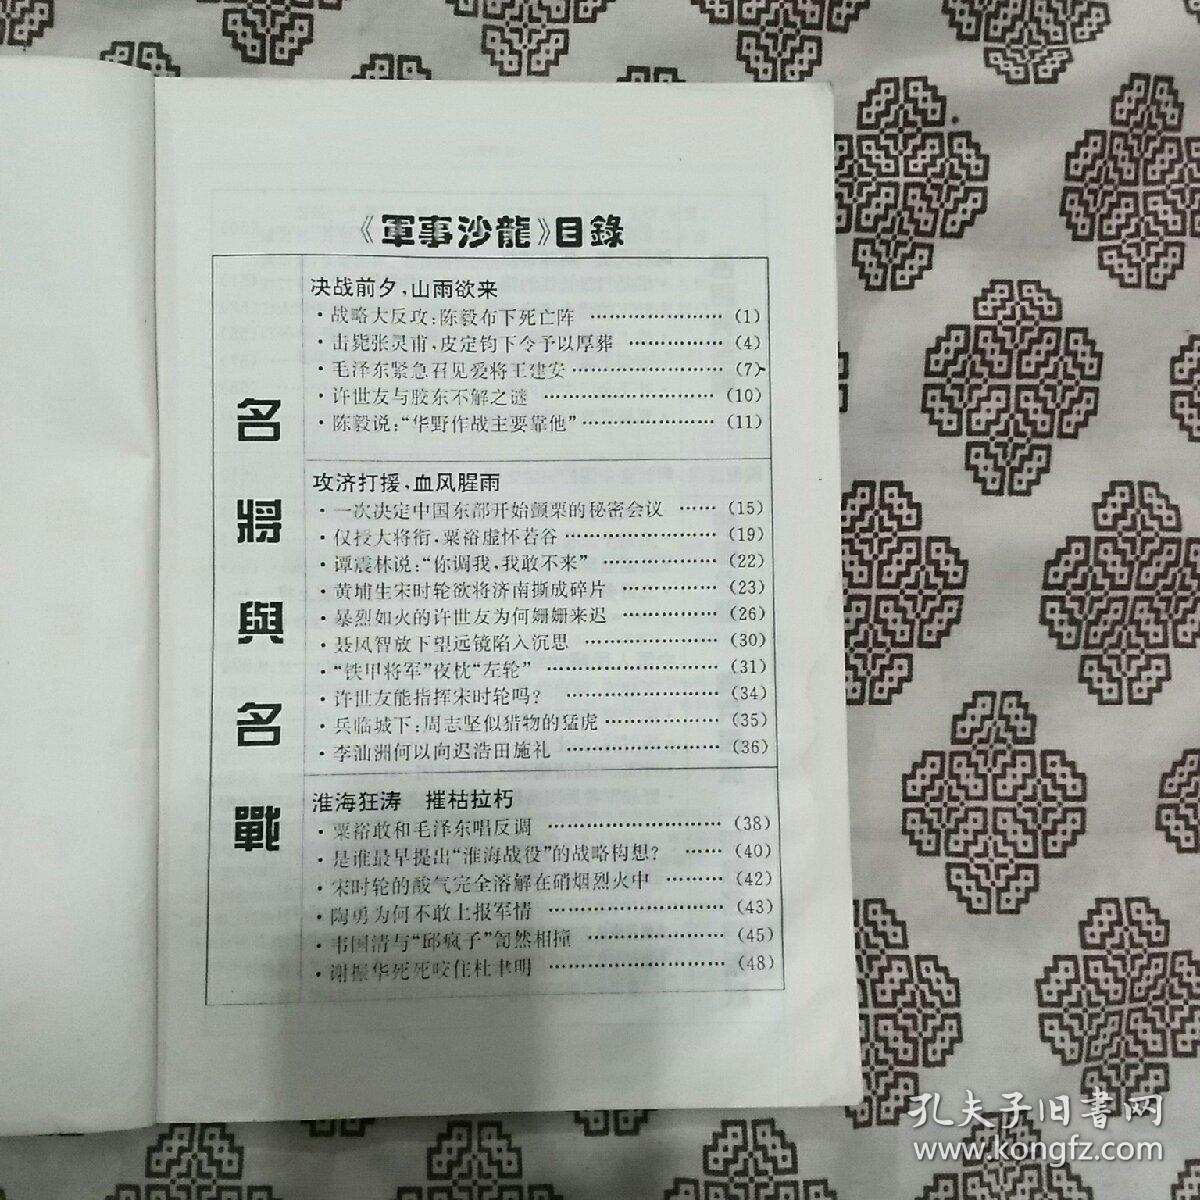 《軍事沙龍》目錄
名將與名戰
决战前夕，山雨欲来
·战略大反攻：陈毅布下死亡阵 ……………… (1)
·击毙张灵甫，皮定钧下令予以厚葬 …………… (4)
·毛泽东紧急召见爱将王建安 ……………… (7)
·许世友与胶东不解之谜 ………………… (10)
·陈毅说：“华野作战主要靠他” ……………… (11)
攻济打援，血风腥雨
·一次决定中国东部开始颤栗的秘密会议 …… (15)
·仅授大将衔，粟裕虚怀若谷 ……………… (19)
·谭震林说：“你调我，我敢不来” …………… (22)
·黄埔生宋时轮欲将济南撕成碎片 …………… (23)
·暴烈如火的许世友为何姗姗来迟 …………… (26)
·聂凤智放下望远镜陷入沉思 ……………… (30)
·“铁甲将军”夜枕“左轮” ………………… (31)
·许世友能指挥宋时轮吗？ ………………… (34)
·兵临城下：周志坚似猎物的猛虎 …………… (35)
·李汕洲何以向迟浩田施礼 ………………… (36)
淮海狂涛　摧枯拉朽
·粟裕敢和毛泽东唱反调 ………………… (38)
·是谁最早提出“淮海战役”的战略构想？ …… (40)
·宋时轮的酸气完全溶解在硝烟烈火中 ……… (42)
·陶勇为何不敢上报军情 ………………… (43)
·韦国清与“邱疯子”訇然相撞 …………… (45)
·谢振华死死咬住杜聿明 ………………… (48)
孔夫子旧書网
www.kongfz.com